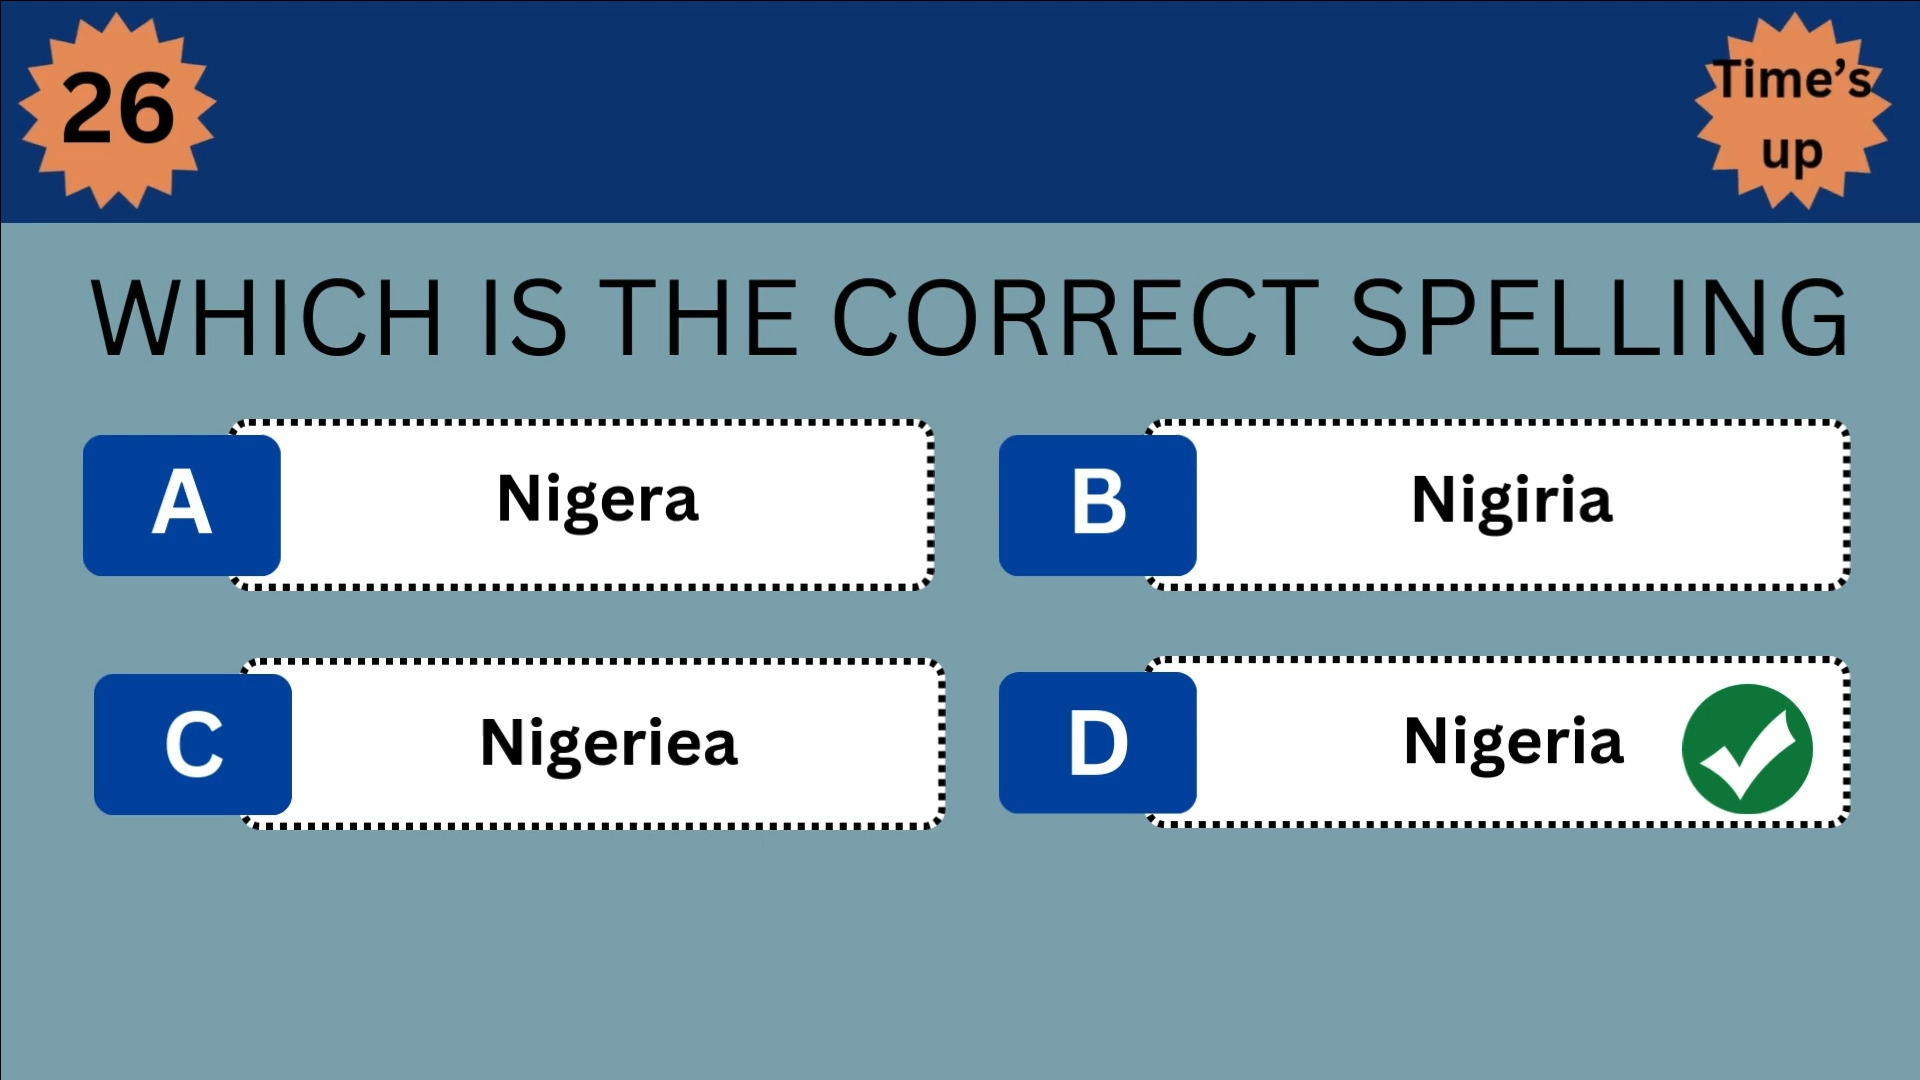 26
Time’s
up
WHICH IS THE CORRECT SPELLING
A
Nigera
B
Nigiria
C
Nigeriea
D
Nigeria